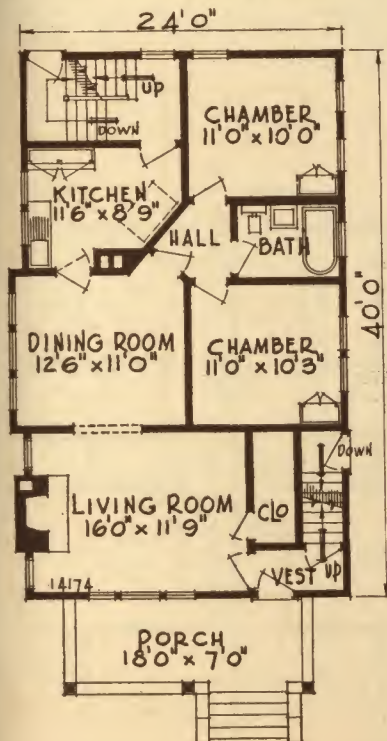 24'0"
UP
DOWN
CHAMBER
11'0" x 10'0"
KITCHEN
11'6" x 8'9"
HALL
BATH
40'0"
DINING ROOM
12'6" x 11'0"
CHAMBER
11'0" x 10'3"
DOWN
LIVING ROOM
16'0" x 11'9"
CLO
VEST
UP
14174
PORCH
18'0" x 7'0"